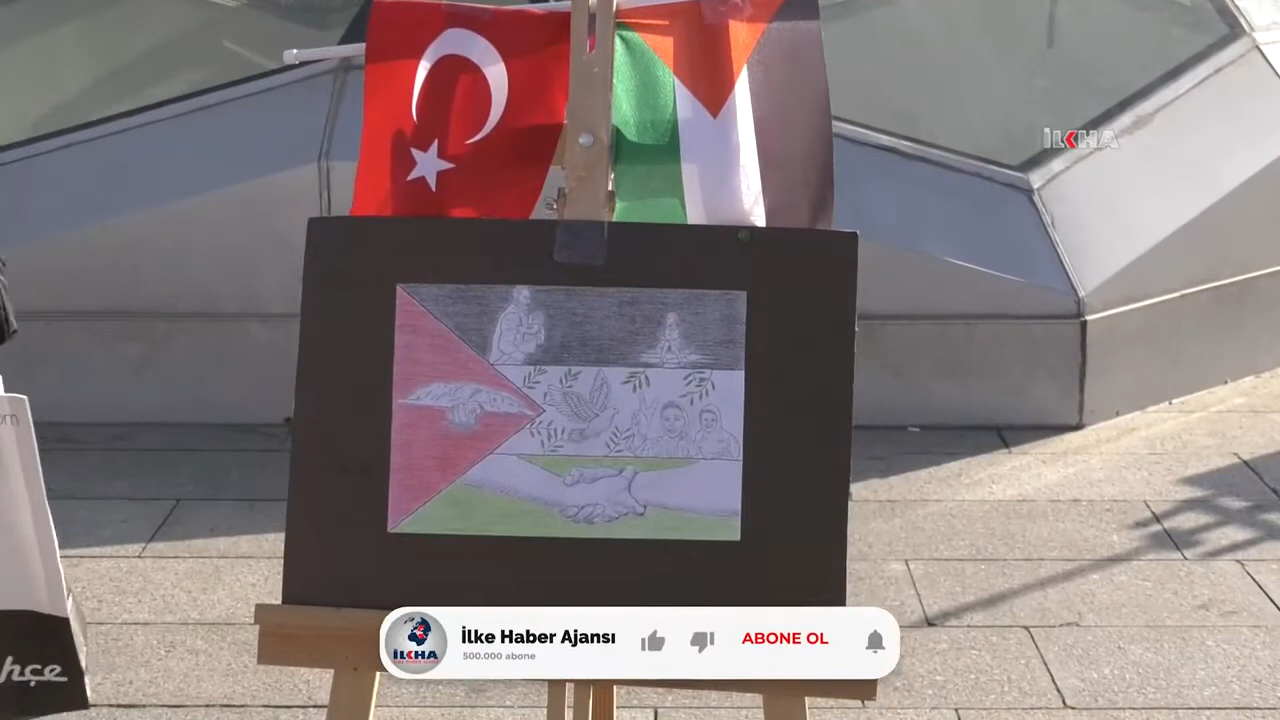 İLKHA
İlke Haber Ajansı
500.000 abone
ABONE OL
İLKHA
hçe